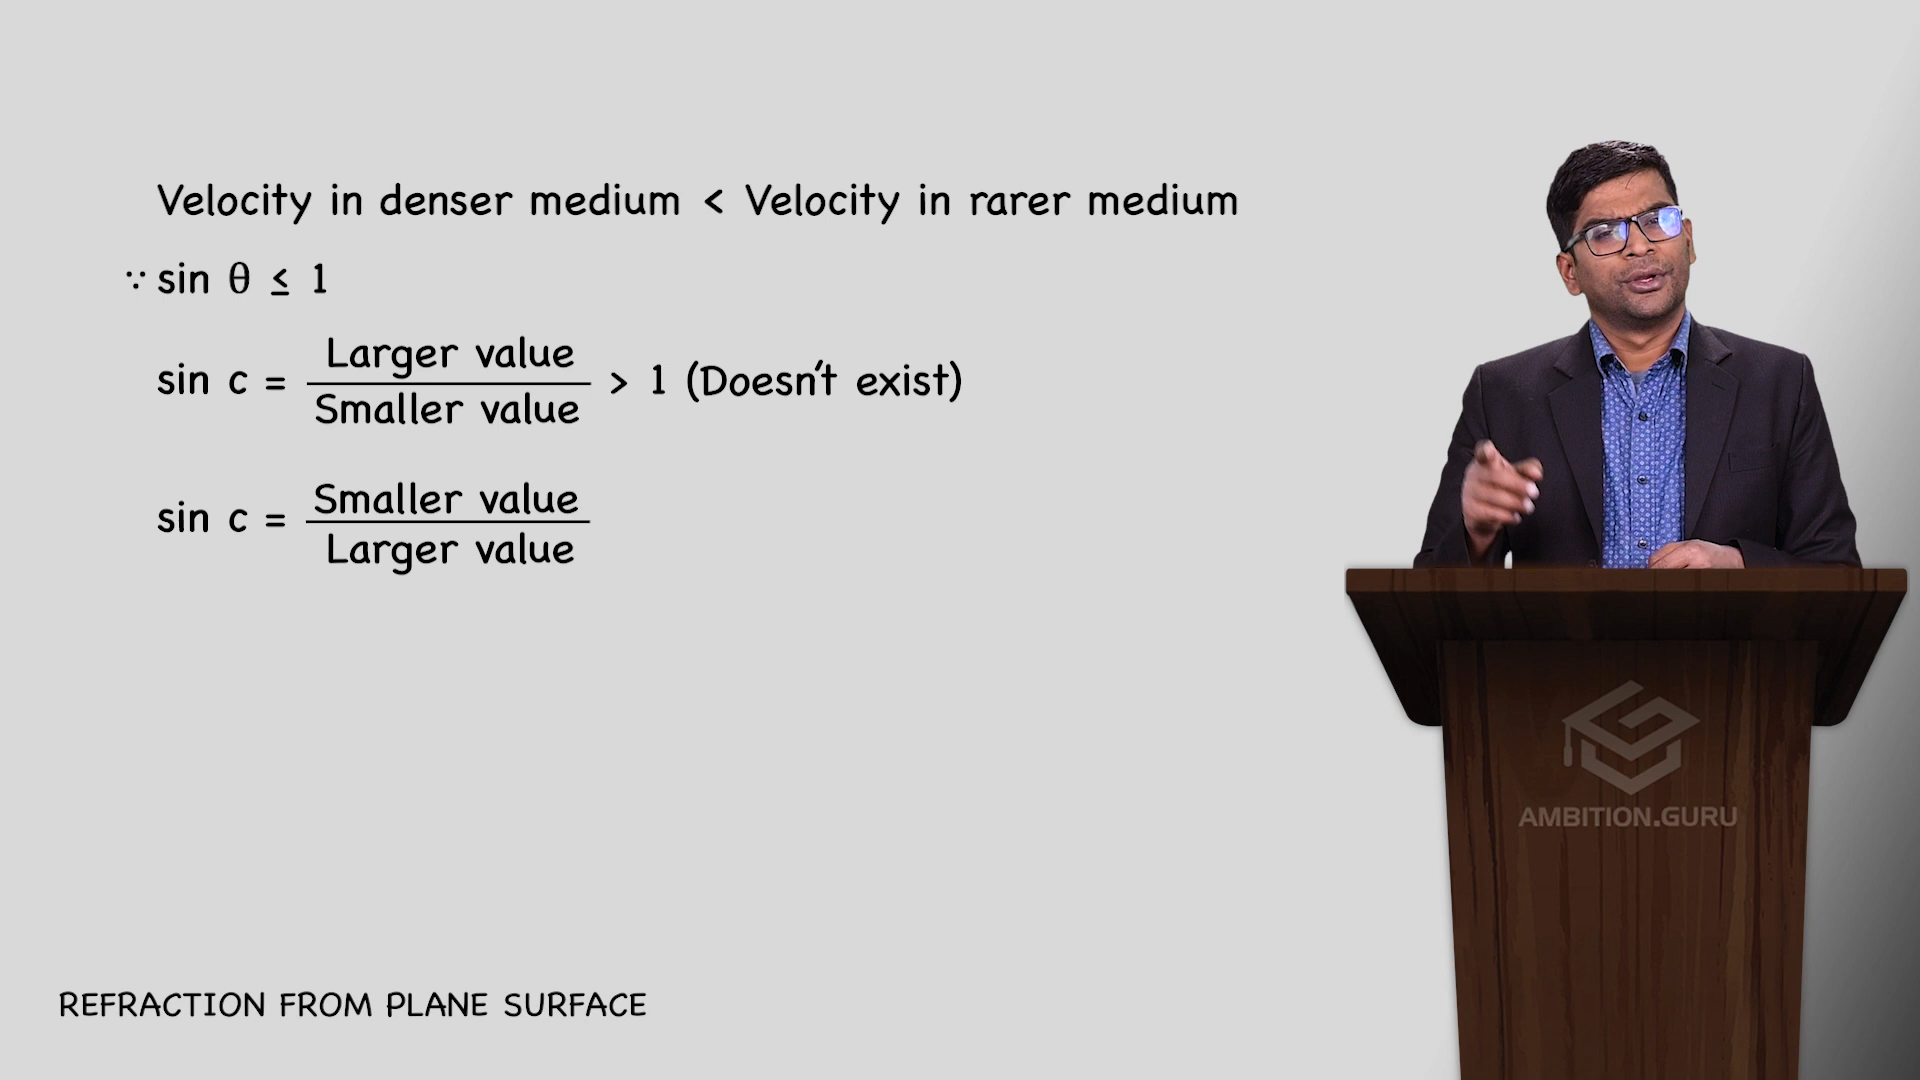 Velocity in denser medium < Velocity in rarer medium
∵ sin θ ≤ 1
sin c = Larger value / Smaller value > 1 (Doesn't exist)
sin c = Smaller value / Larger value
AMBITION.GURU
REFRACTION FROM PLANE SURFACE